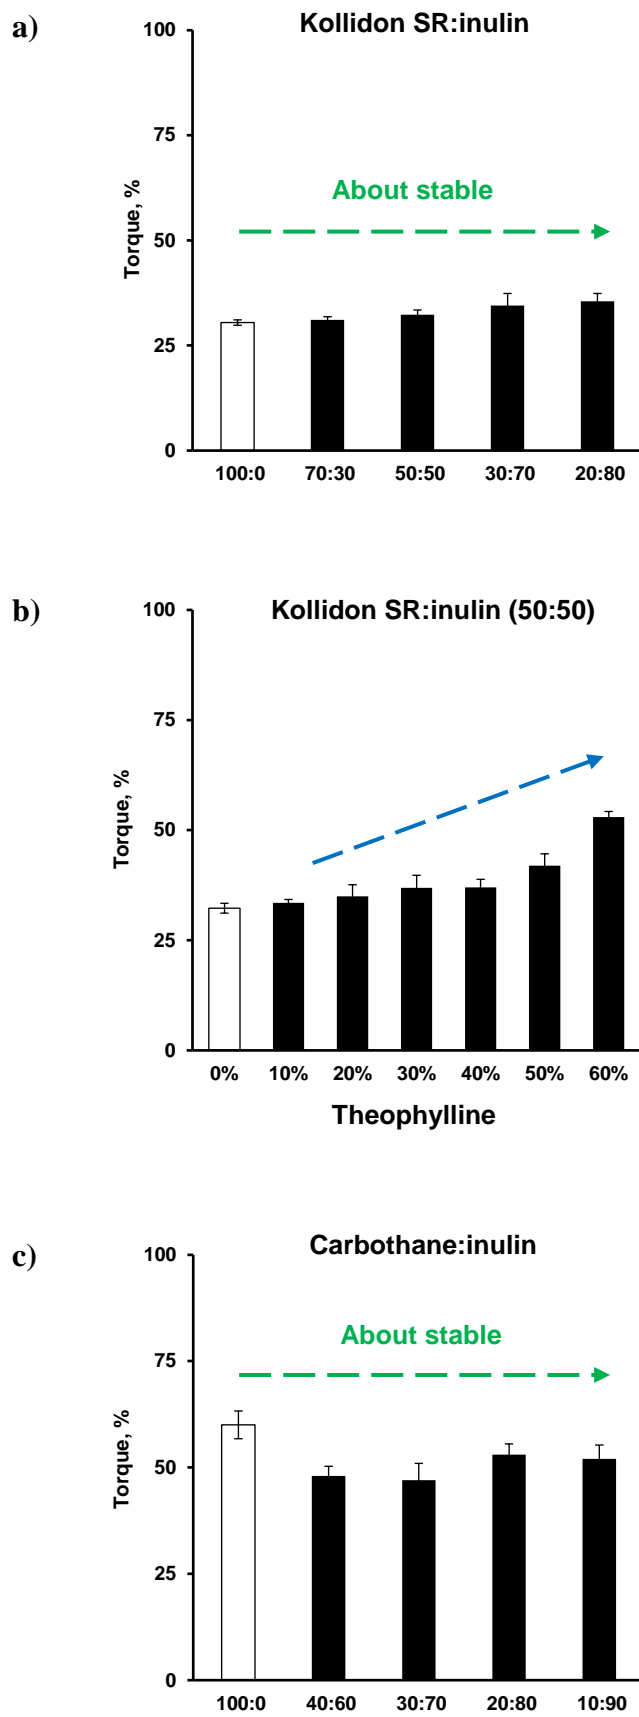 a)
Kollidon SR:inulin
100
75
50
25
0
Torque, %
About stable
100:0 70:30 50:50 30:70 20:80
b)
Kollidon SR:inulin (50:50)
100
75
50
25
0
Torque, %
0% 10% 20% 30% 40% 50% 60%
Theophylline
c)
Carbothane:inulin
100
75
50
25
0
Torque, %
About stable
100:0 40:60 30:70 20:80 10:90